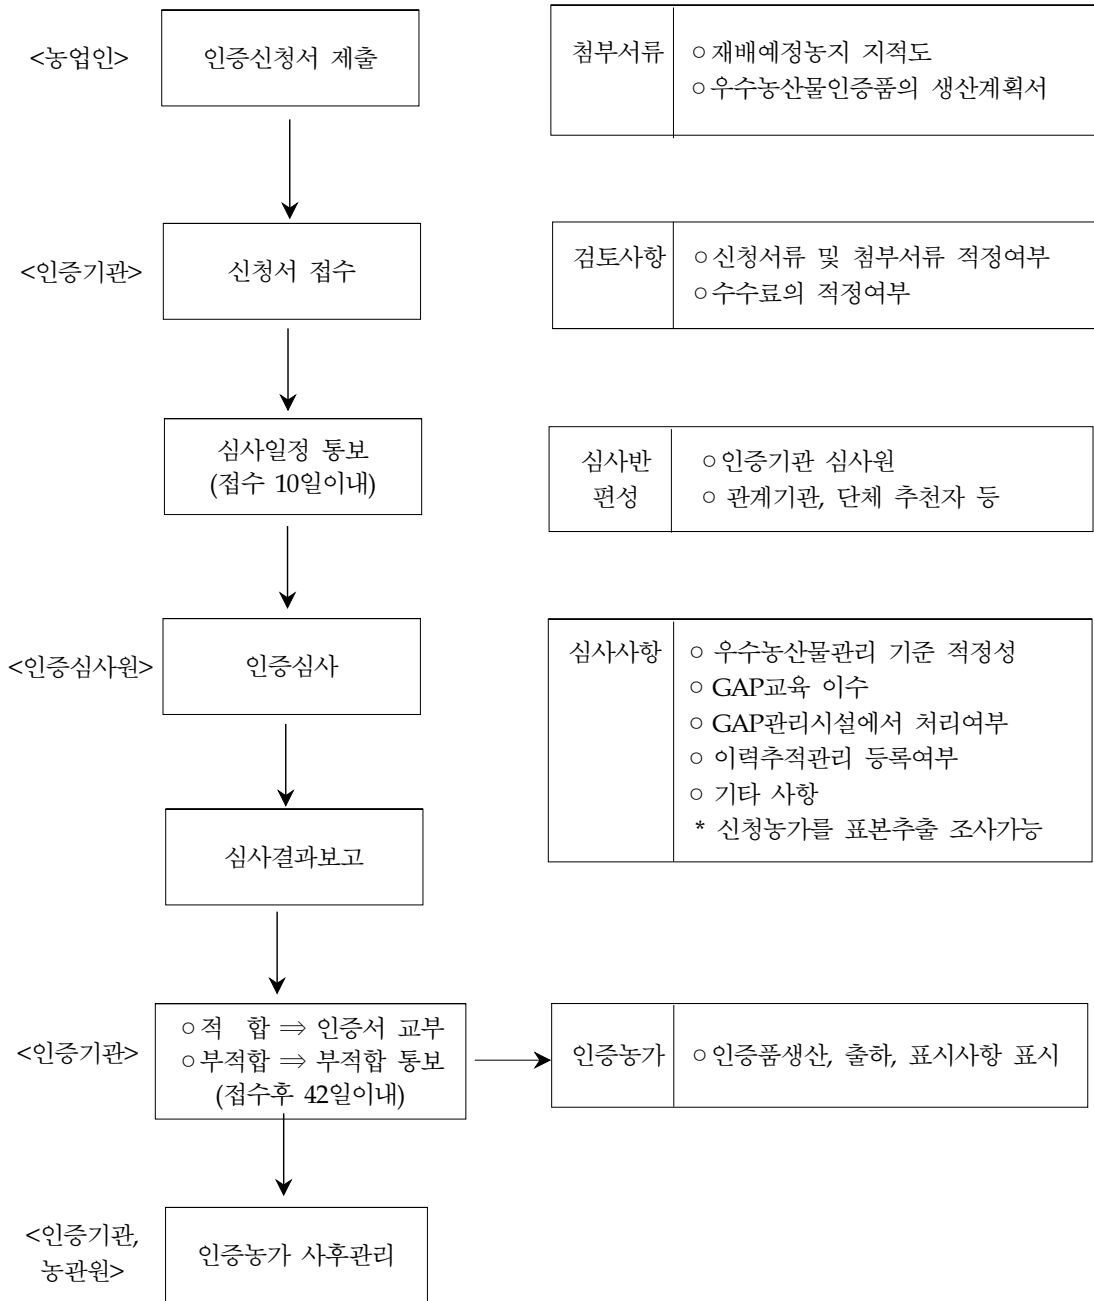 <농업인>
인증신청서 제출
첨부서류
○ 재배예정농지 지적도
○ 우수농산물인증품의 생산계획서
<인증기관>
신청서 접수
검토사항
○ 신청서류 및 첨부서류 적정여부
○ 수수료의 적정여부
심사일정 통보
(접수 10일이내)
심사반
편성
○ 인증기관 심사원
○ 관계기관, 단체 추천자 등
<인증심사원>
인증심사
심사사항
○ 우수농산물관리 기준 적정성
○ GAP교육 이수
○ GAP관리시설에서 처리여부
○ 이력추적관리 등록여부
○ 기타 사항
* 신청농가를 표본추출 조사가능
심사결과보고
<인증기관>
○ 적 합 ⇒ 인증서 교부
○ 부적합 ⇒ 부적합 통보
(접수후 42일이내)
인증농가
○ 인증품생산, 출하, 표시사항 표시
<인증기관,
농관원>
인증농가 사후관리